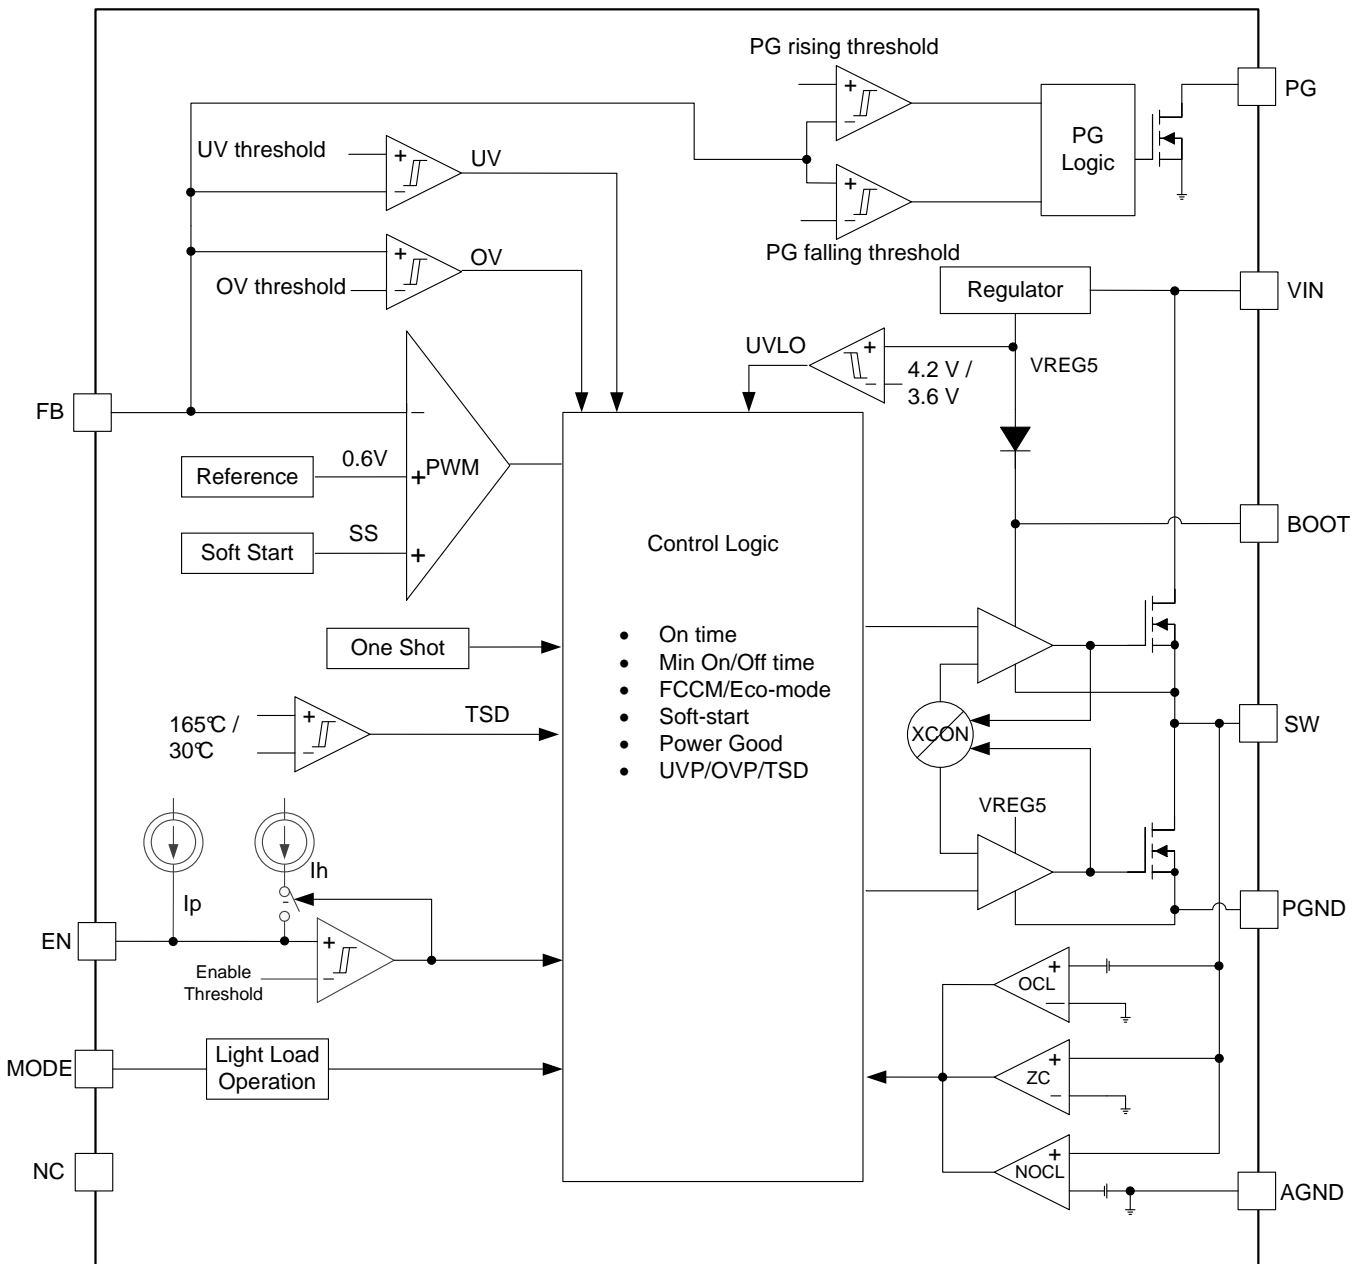 PG rising threshold
PG
UV threshold
UV
PG
Logic
OV
PG falling threshold
OV threshold
Regulator
VIN
UVLO
4.2 V /
3.6 V
VREG5
FB
0.6V
Reference
PWM
SS
Soft Start
Control Logic
BOOT
One Shot
• On time
• Min On/Off time
• FCCM/Eco-mode
• Soft-start
• Power Good
• UVP/OVP/TSD
165°C /
30°C
TSD
XCON
SW
VREG5
Ih
Ip
PGND
EN
Enable
Threshold
OCL
MODE
Light Load
Operation
ZC
NC
NOCL
AGND